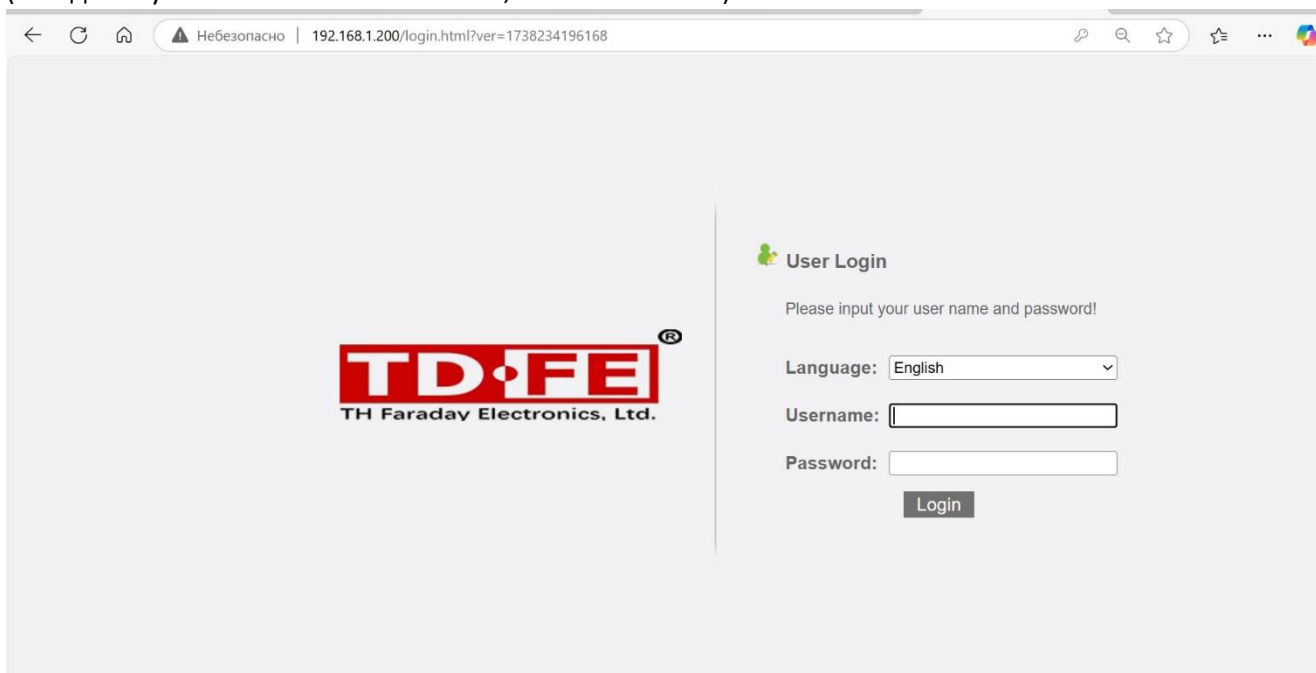 Небезопасно | 192.168.1.200/login.html?ver=1738234196168
User Login
Please input your user name and password!
TD·FE®
TH Faraday Electronics, Ltd.
Language: English
Username:
Password:
Login